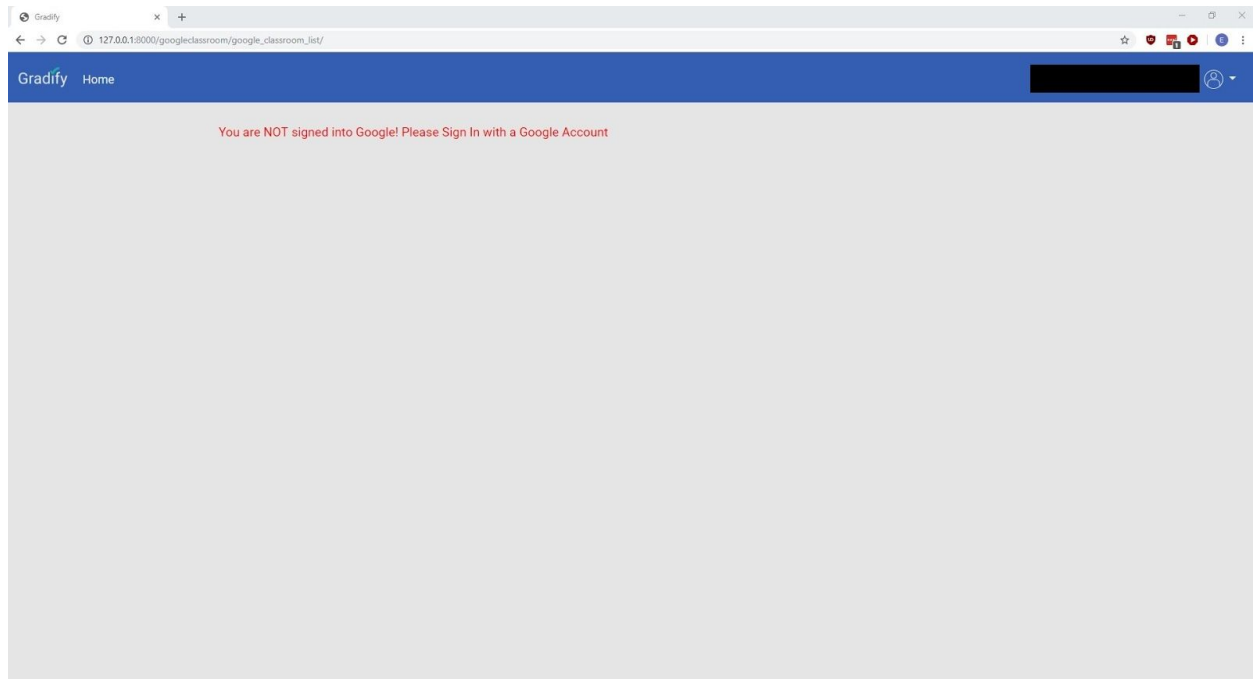 Gradify
127.0.0.1:8000/googleclassroom/google_classroom_list/
E
1
Gradify Home
You are NOT signed into Google! Please Sign In with a Google Account